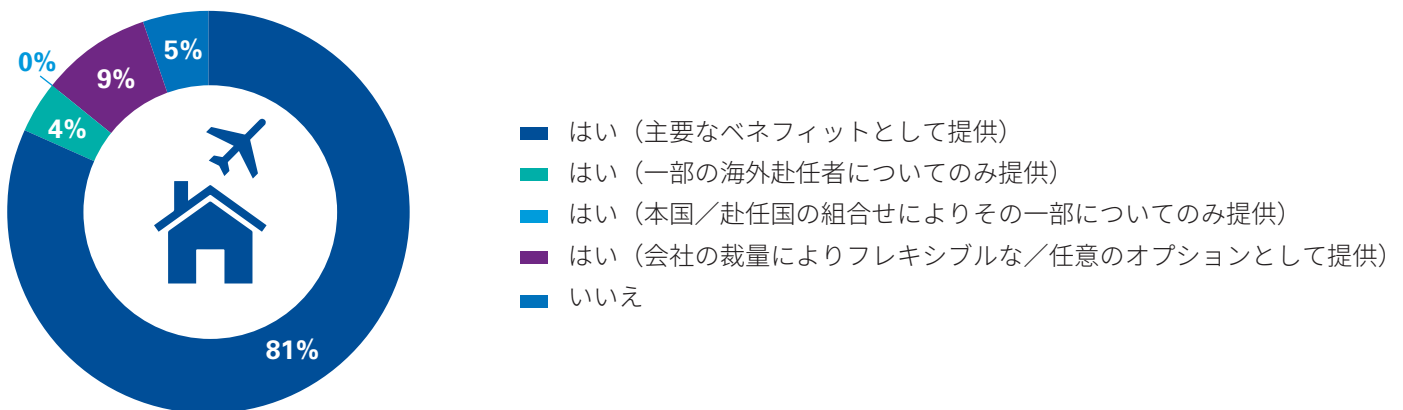 5%
0%
9%
4%
81%
はい（主要なベネフィットとして提供）
はい（一部の海外赴任者についてのみ提供）
はい（本国／赴任国の組合せによりその一部についてのみ提供）
はい（会社の裁量によりフレキシブルな／任意のオプションとして提供）
いいえ